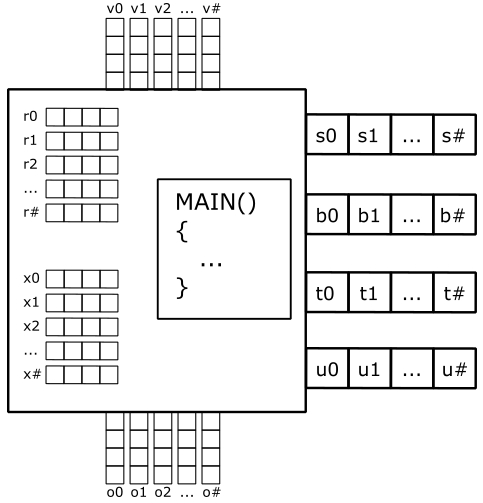 v0 v1 v2 ... v#
r0
r1
r2
...
r#
x0
x1
x2
...
x#
MAIN()
{
...
}
s0 s1 ... s#
b0 b1 ... b#
t0 t1 ... t#
u0 u1 ... u#
o0 o1 o2 ... o#